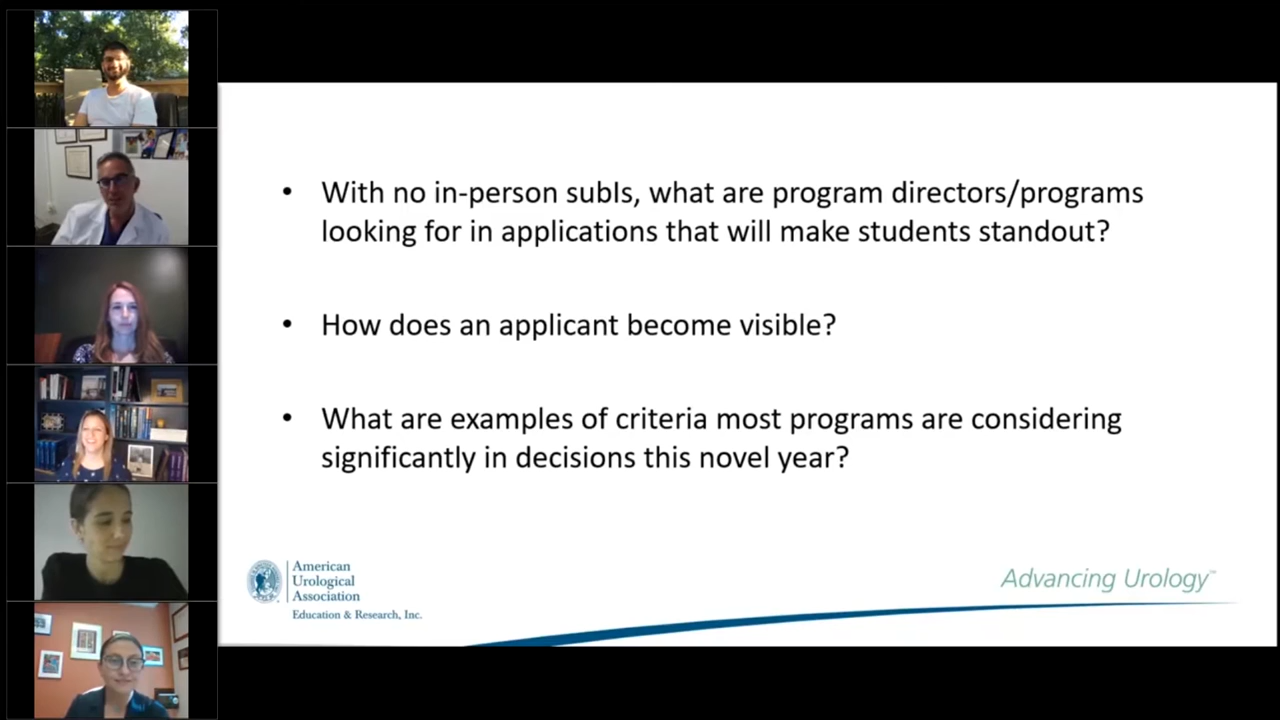 • With no in-person subIs, what are program directors/programs
looking for in applications that will make students standout?
• How does an applicant become visible?
• What are examples of criteria most programs are considering
significantly in decisions this novel year?
American
Urological
Association
Education & Research, Inc.
Advancing Urology™